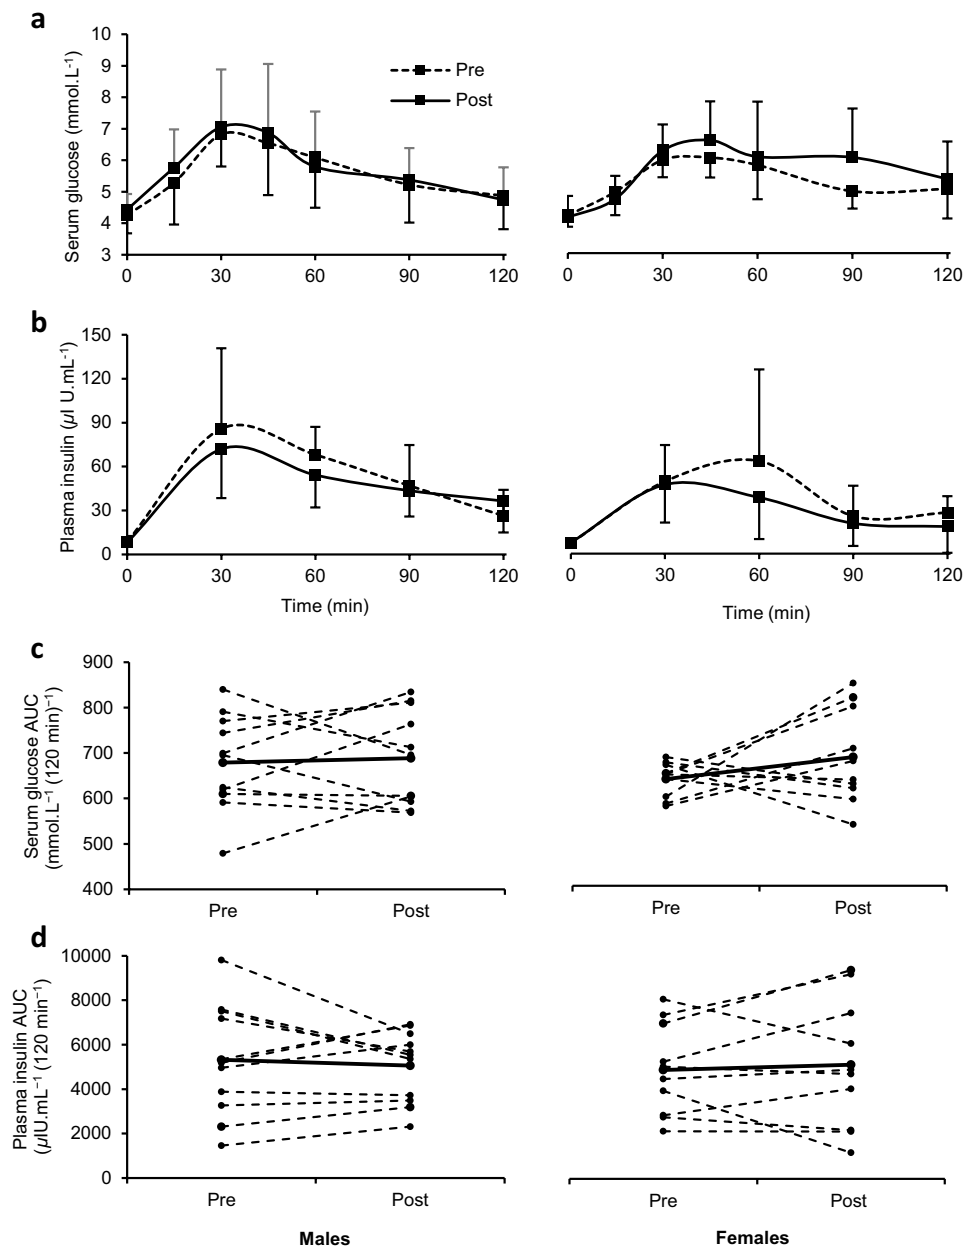 a
10
9
8
7
6
5
4
3
Serum glucose (mmol.L⁻¹)
Pre
Post
0 30 60 90 120
0 30 60 90 120
b
150
120
90
60
30
0
Plasma insulin (µI U.mL⁻¹)
0 30 60 90 120
Time (min)
0 30 60 90 120
Time (min)
c
900
800
700
600
500
400
Serum glucose AUC
(mmol.L⁻¹ (120 min)⁻¹)
Pre Post
Pre Post
d
10000
8000
6000
4000
2000
0
Plasma insulin AUC
(µIU.mL⁻¹ (120 min⁻¹)
Pre Post
Pre Post
Males
Females